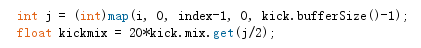 int j = (int)map(i, 0, index-1, 0, kick.bufferSize()-1);
float kickmix = 20*kick.mix.get(j/2);